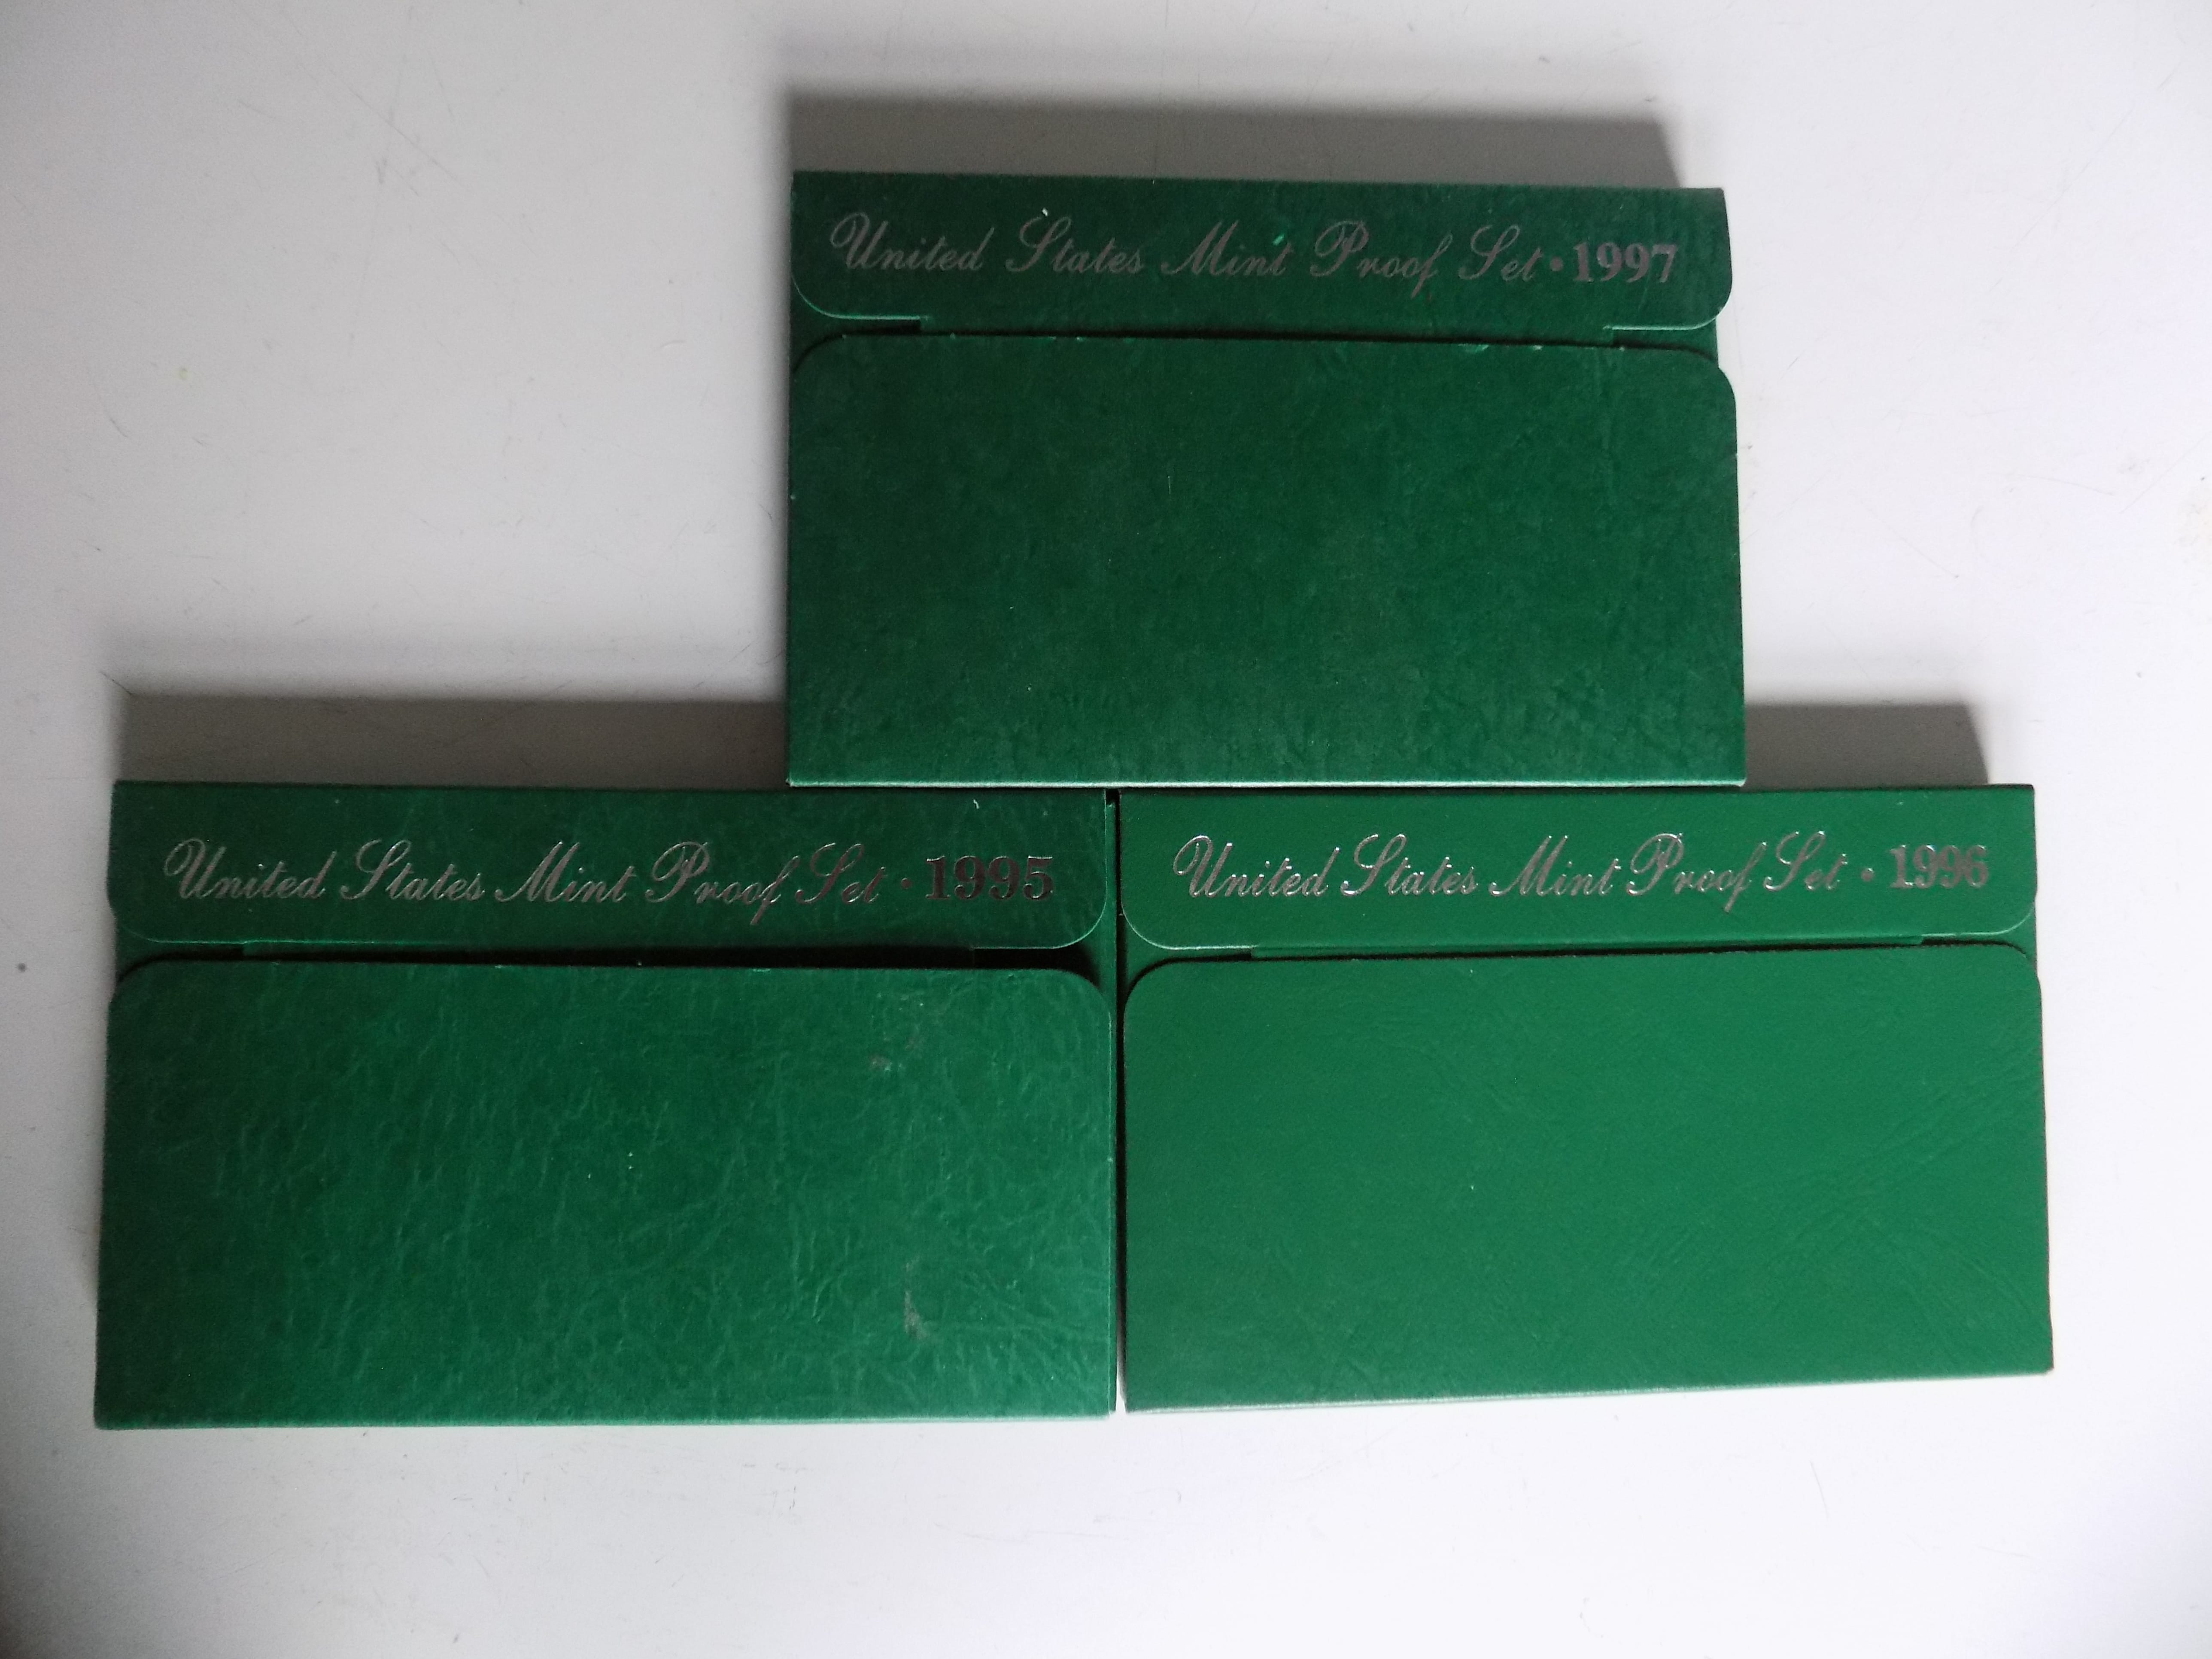 United States Mint Proof Set • 1997
United States Mint Proof Set • 1995
United States Mint Proof Set • 1996